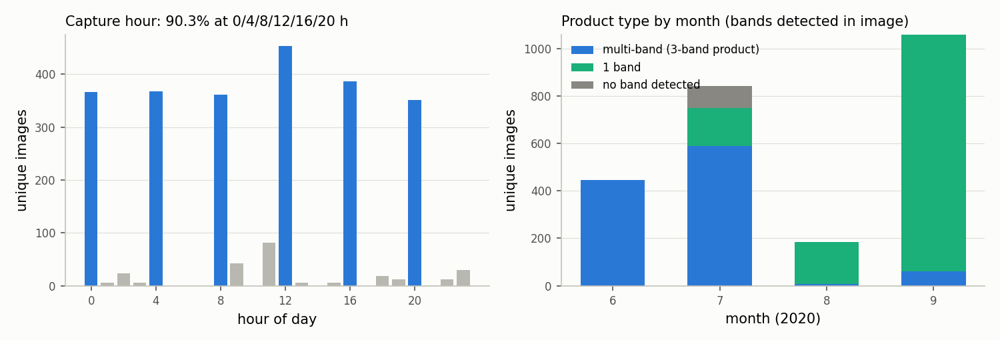 Capture hour: 90.3% at 0/4/8/12/16/20 h
unique images
400
300
200
100
0
0 4 8 12 16 20
hour of day
Product type by month (bands detected in image)
multi-band (3-band product)
1 band
no band detected
unique images
1000
800
600
400
200
0
6 7 8 9
month (2020)